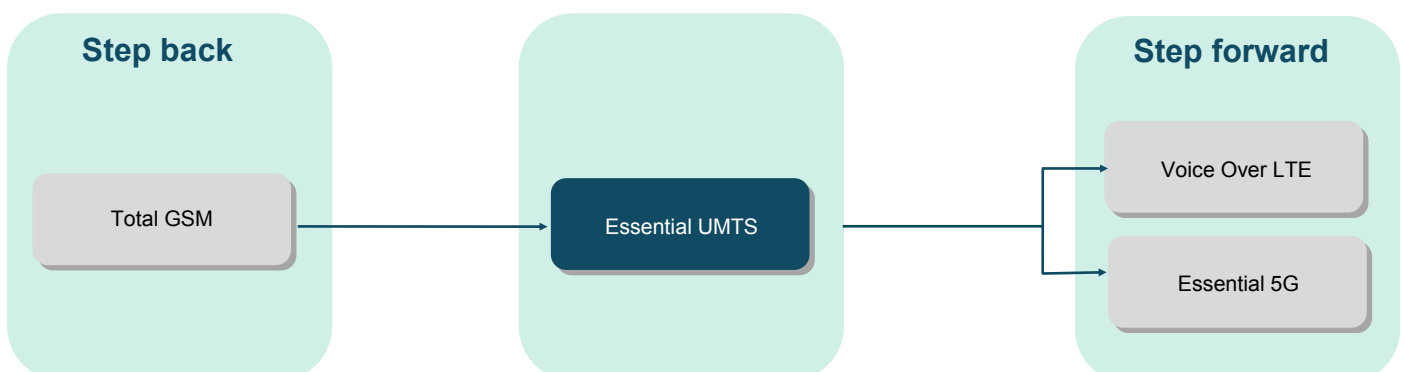 Step back
Total GSM
Essential UMTS
Step forward
Voice Over LTE
Essential 5G